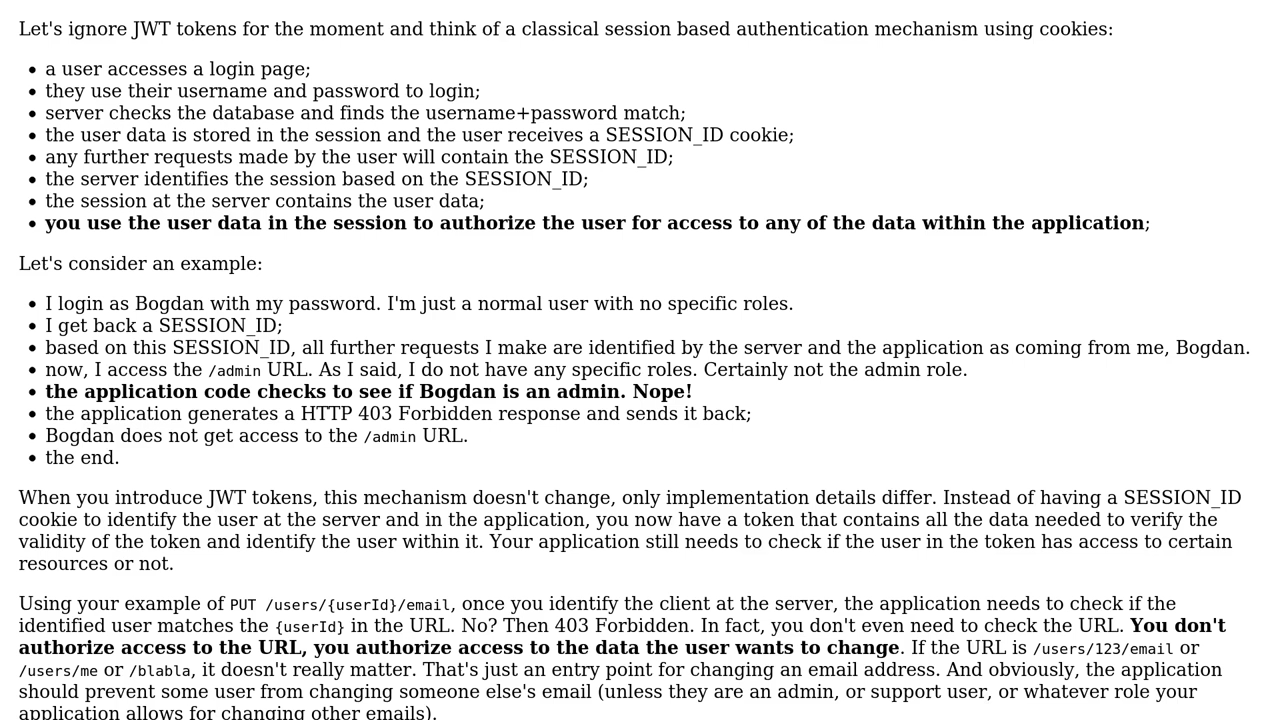 Let's ignore JWT tokens for the moment and think of a classical session based authentication mechanism using cookies:
• a user accesses a login page;
• they use their username and password to login;
• server checks the database and finds the username+password match;
• the user data is stored in the session and the user receives a SESSION_ID cookie;
• any further requests made by the user will contain the SESSION_ID;
• the server identifies the session based on the SESSION_ID;
• the session at the server contains the user data;
• you use the user data in the session to authorize the user for access to any of the data within the application;
Let's consider an example:
• I login as Bogdan with my password. I'm just a normal user with no specific roles.
• I get back a SESSION_ID;
• based on this SESSION_ID, all further requests I make are identified by the server and the application as coming from me, Bogdan.
• now, I access the /admin URL. As I said, I do not have any specific roles. Certainly not the admin role.
• the application code checks to see if Bogdan is an admin. Nope!
• the application generates a HTTP 403 Forbidden response and sends it back;
• Bogdan does not get access to the /admin URL.
• the end.
When you introduce JWT tokens, this mechanism doesn't change, only implementation details differ. Instead of having a SESSION_ID
cookie to identify the user at the server and in the application, you now have a token that contains all the data needed to verify the
validity of the token and identify the user within it. Your application still needs to check if the user in the token has access to certain
resources or not.
Using your example of PUT /users/{userId}/email, once you identify the client at the server, the application needs to check if the
identified user matches the {userId} in the URL. No? Then 403 Forbidden. In fact, you don't even need to check the URL. You don't
authorize access to the URL, you authorize access to the data the user wants to change. If the URL is /users/123/email or
/users/me or /blabla, it doesn't really matter. That's just an entry point for changing an email address. And obviously, the application
should prevent some user from changing someone else's email (unless they are an admin, or support user, or whatever role your
application allows for changing other emails).